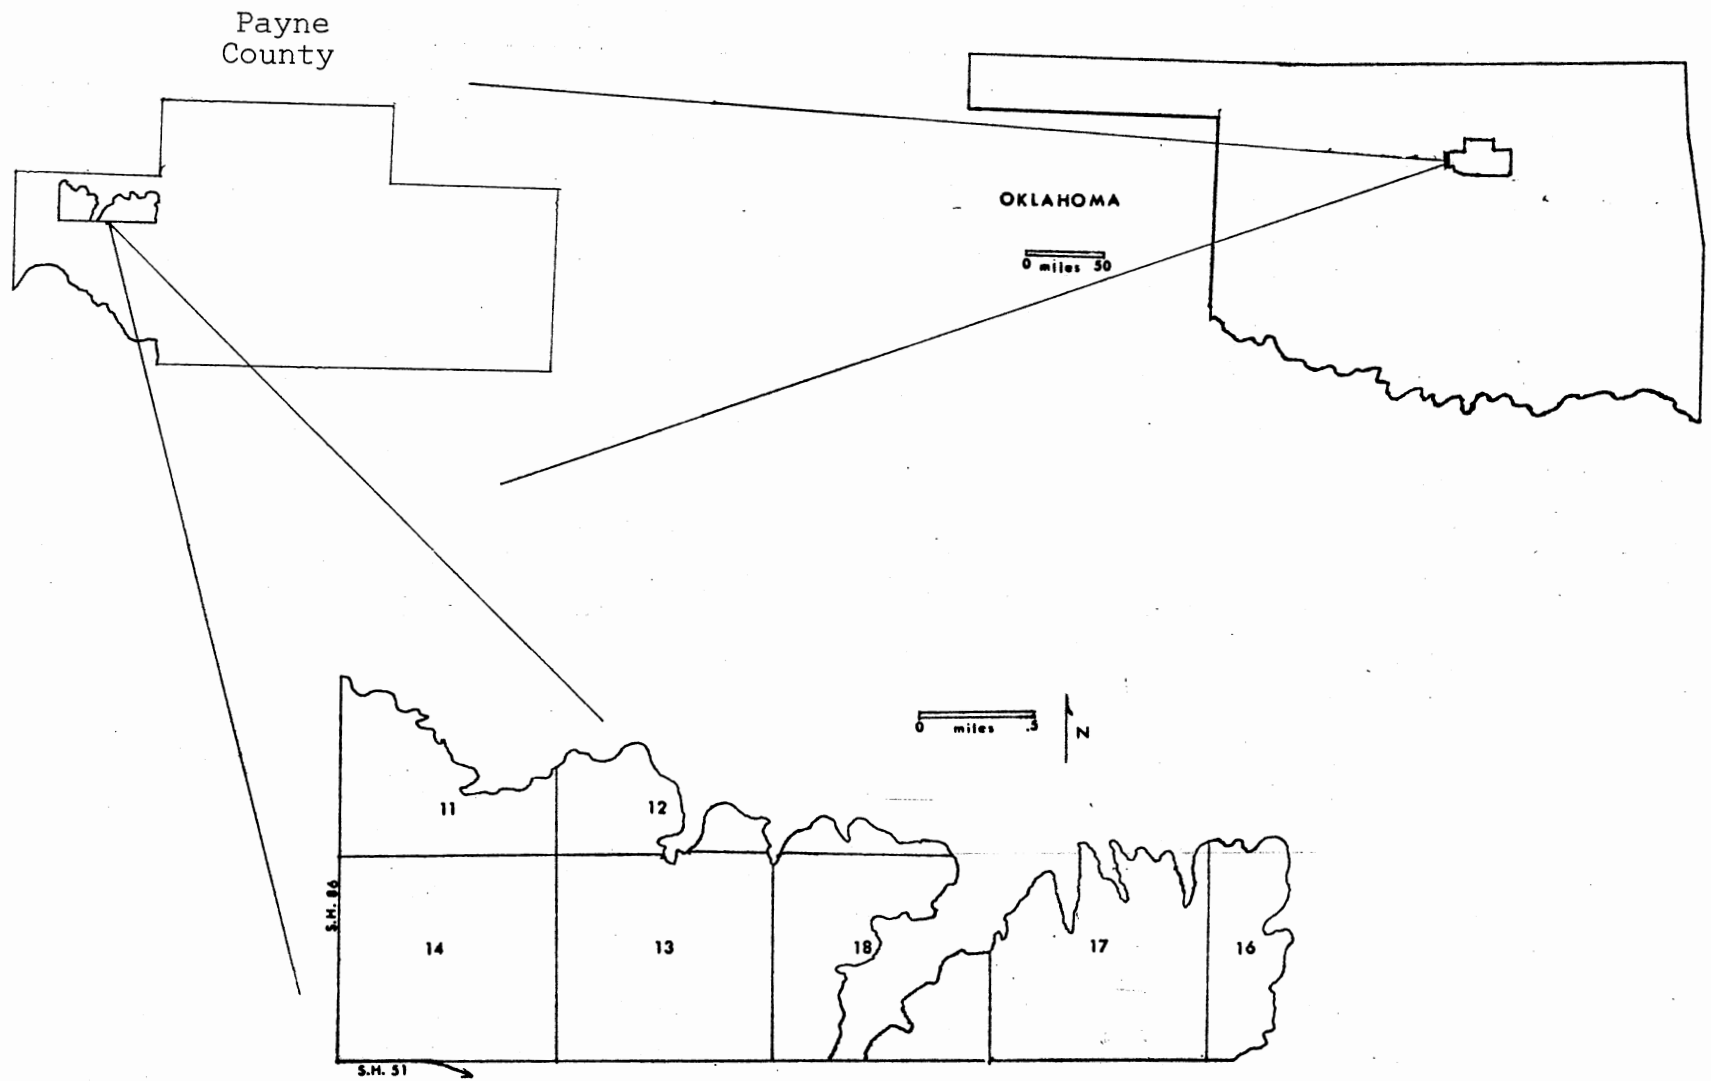 Payne
County
OKLAHOMA
0 miles 50
0 miles .5
N
11
12
S.H. 86
14
13
18
17
16
S.H. 51